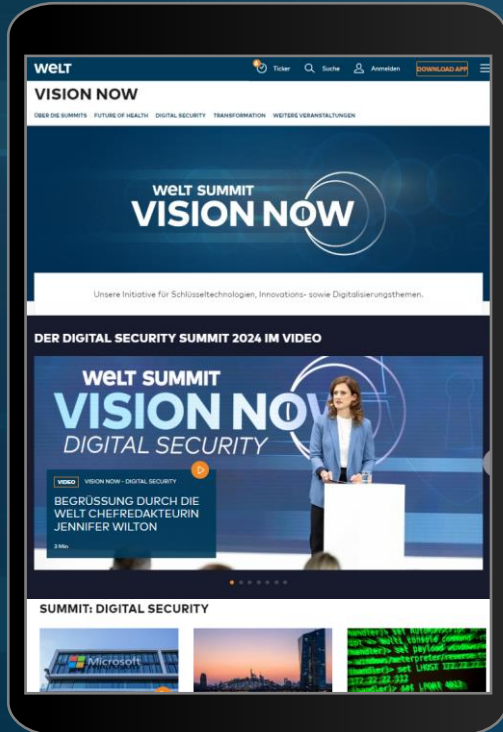 WELT
Ticker Suche Anmelden DOWNLOAD APP
VISION NOW
ÜBER DIE SUMMITS FUTURE OF HEALTH DIGITAL SECURITY TRANSFORMATION WEITERE VERANSTALTUNGEN
WELT SUMMIT
VISION NOW
Unsere Initiative für Schlüsseltechnologien, Innovations- sowie Digitalisierungsthemen.
DER DIGITAL SECURITY SUMMIT 2024 IM VIDEO
WELT SUMMIT
VISION NOW
DIGITAL SECURITY
VIDEO VISION NOW – DIGITAL SECURITY
BEGRÜSSUNG DURCH DIE
WELT CHEFREDAKTEURIN
JENNIFER WILTON
3 Min
SUMMIT: DIGITAL SECURITY
Microsoft